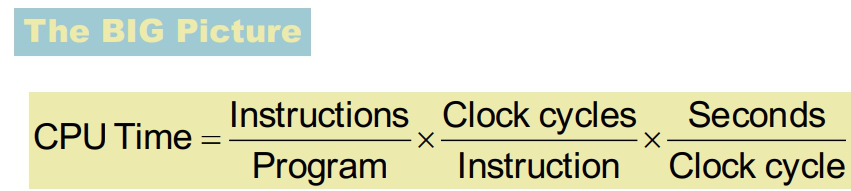 The BIG Picture
CPU Time = Instructions/Program × Clock cycles/Instruction × Seconds/Clock cycle